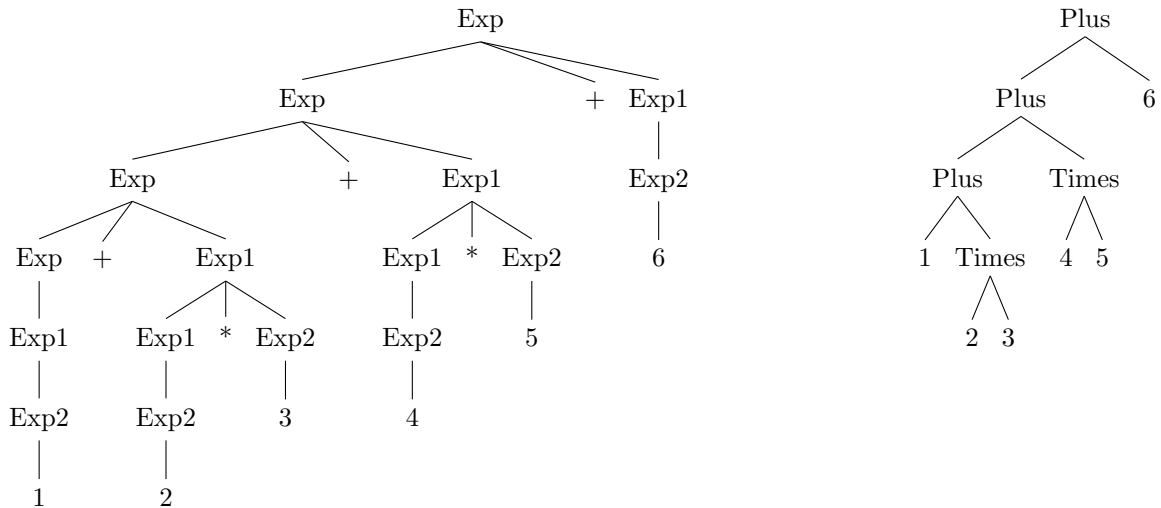 Exp Plus
Exp + Exp1 Plus 6
Exp + Exp1 Exp2 Plus Times
Exp + Exp1 Exp1 * Exp2 6 1 Times 4 5
Exp1 Exp1 * Exp2 Exp2 5 2 3
Exp2 Exp2 3 4
1 2